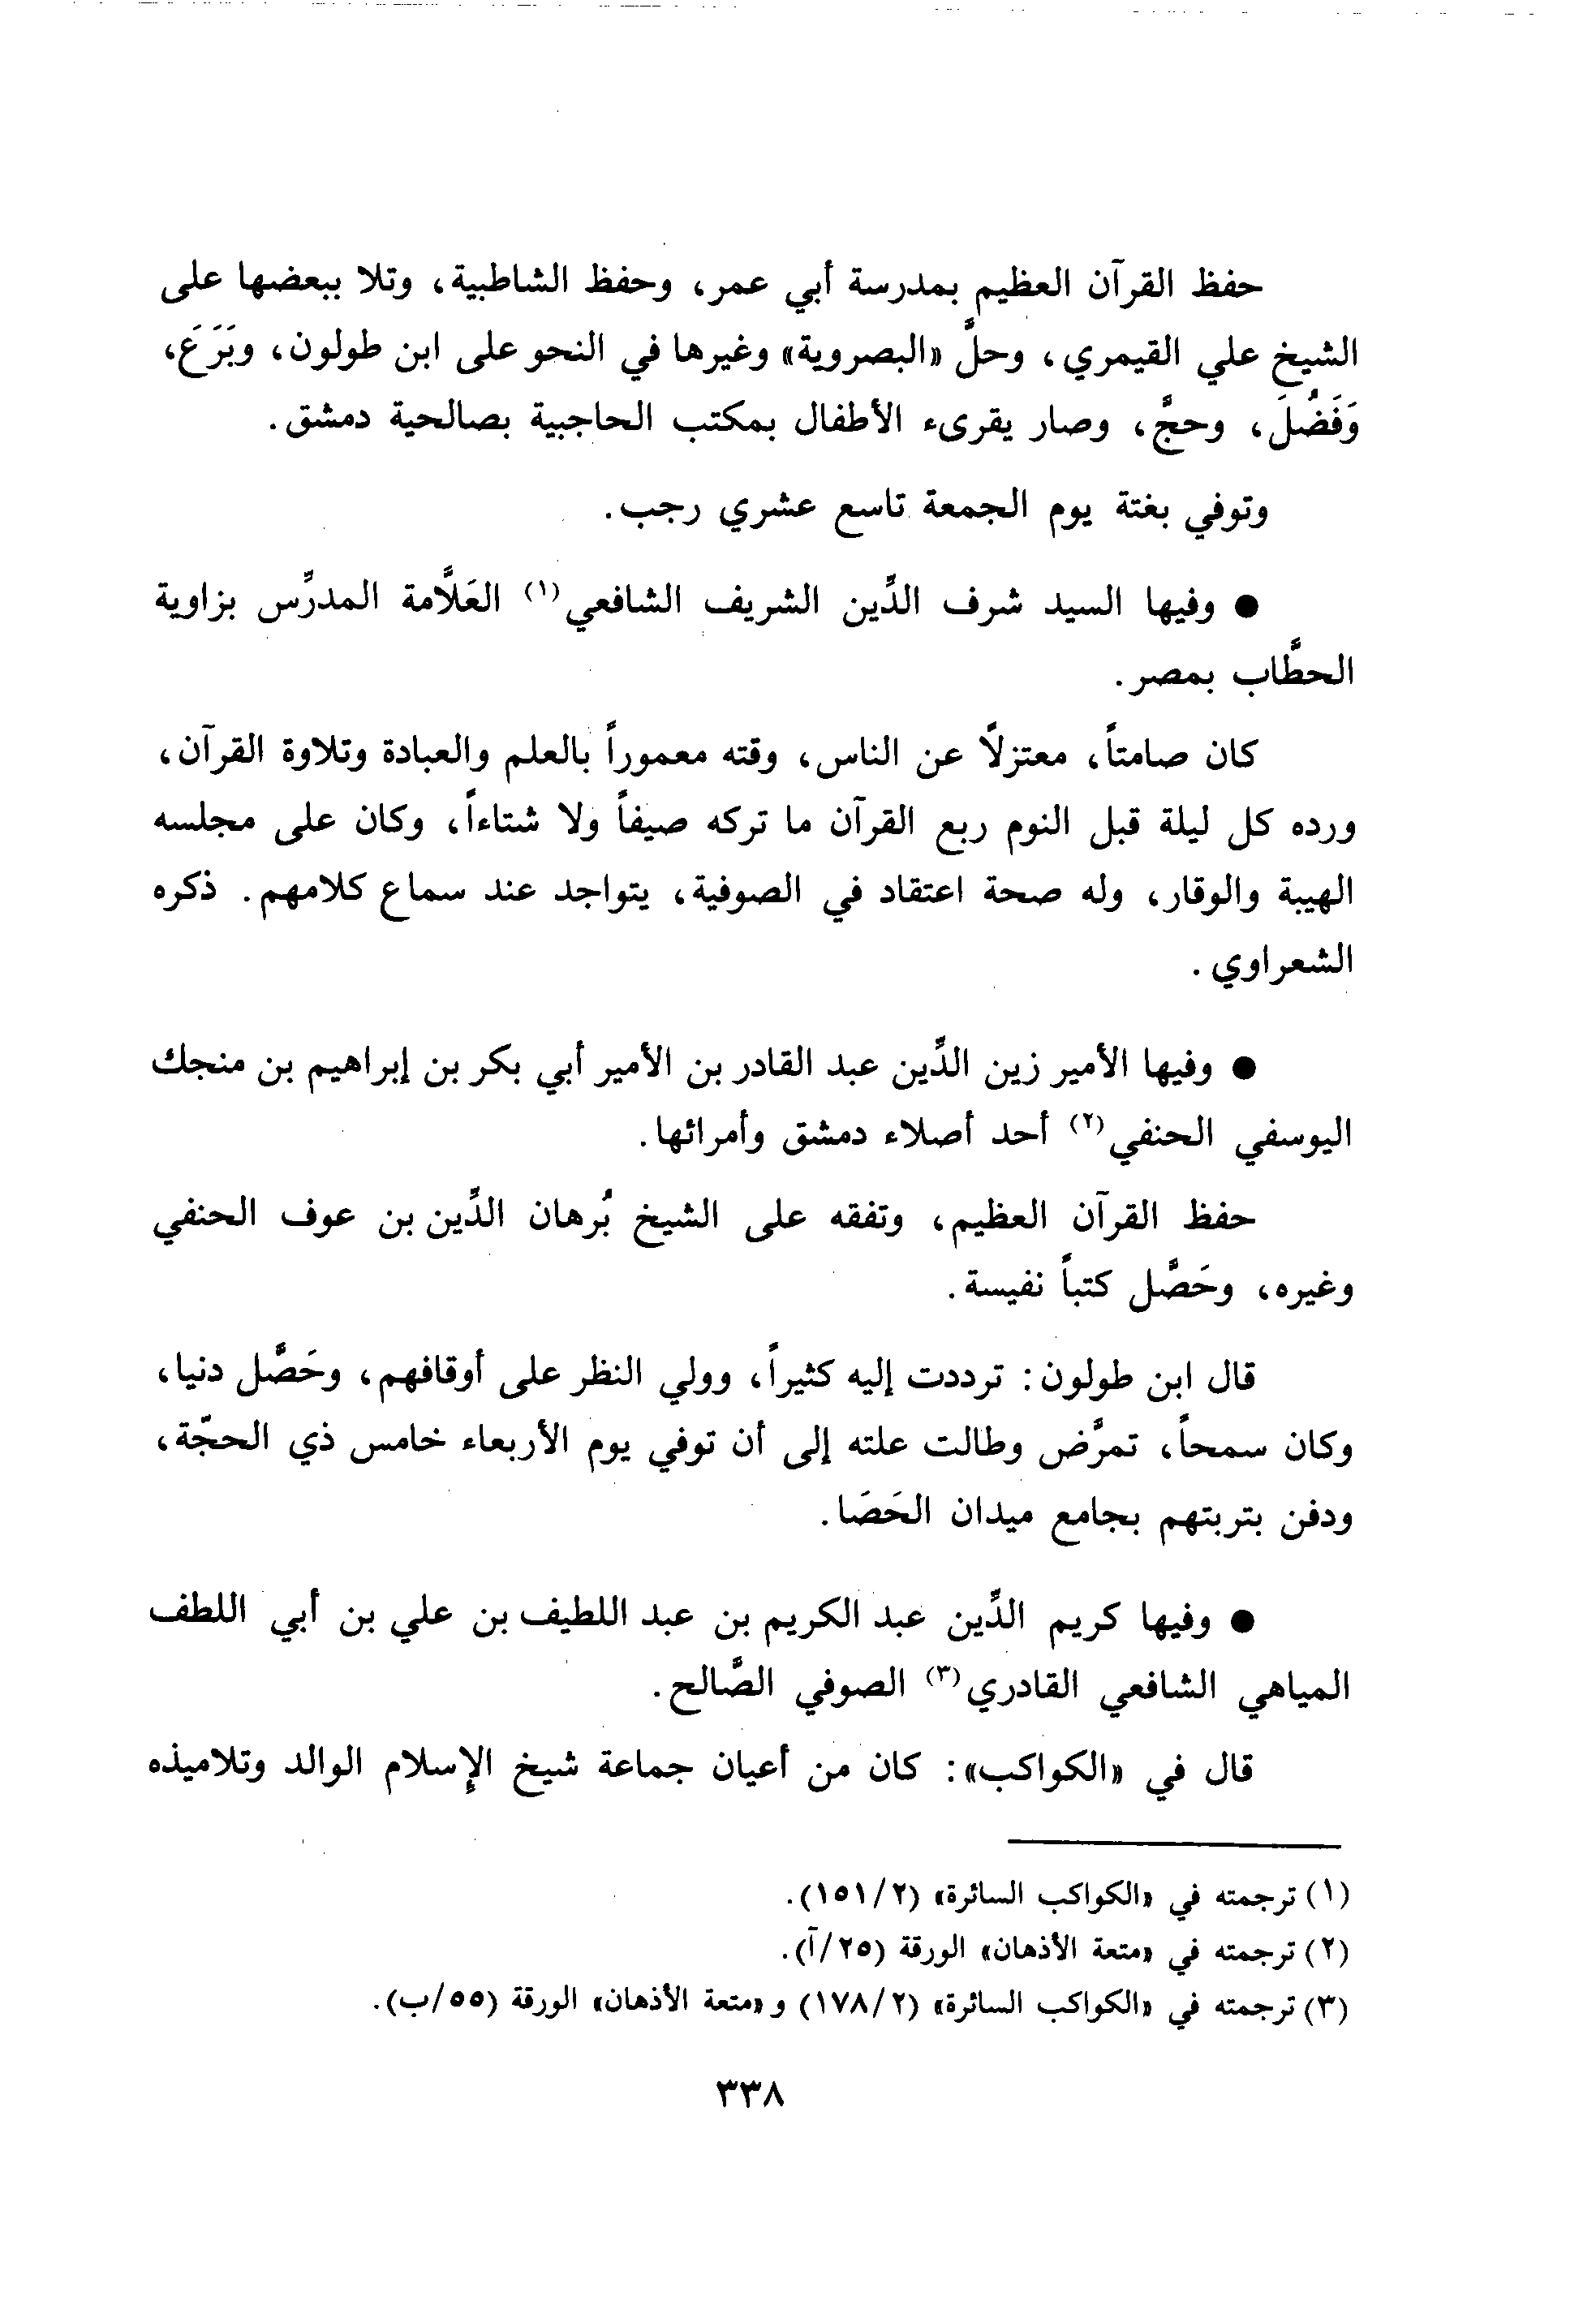 حفظ القرآن العظيم بمدرسة أبي عمر، وحفظ الشاطبية، وتلا ببعضها على
الشيخ علي القيمري، وحلَّ «البصروية» وغيرها في النحو على ابن طولون، وبَرَعَ،
وَفَضُلَ، وحجَّ، وصار يقرىء الأطفال بمكتب الحاجبية بصالحية دمشق.
وتوفي بغتة يوم الجمعة تاسع عشري رجب.
● وفيها السيد شرف الدِّين الشريف الشافعي(١) العَلاَّمة المدرِّس بزاوية
الحطَّاب بمصر.
كان صامتاً، معتزلاً عن الناس، وقته معموراً بالعلم والعبادة وتلاوة القرآن،
ورده كل ليلة قبل النوم ربع القرآن ما تركه صيفاً ولا شتاءاً، وكان على مجلسه
الهيبة والوقار، وله صحة اعتقاد في الصوفية، يتواجد عند سماع كلامهم. ذكره
الشعراوي.
● وفيها الأمير زين الدِّين عبد القادر بن الأمير أبي بكر بن إبراهيم بن منجك
اليوسفي الحنفي(٢) أحد أصلاء دمشق وأمرائها.
حفظ القرآن العظيم، وتفقه على الشيخ بُرهان الدِّين بن عوف الحنفي
وغيره، وحَصَّل كتباً نفيسة.
قال ابن طولون: ترددت إليه كثيراً، وولي النظر على أوقافهم، وحَصَّل دنيا،
وكان سمحاً، تمرَّض وطالت علته إلى أن توفي يوم الأربعاء خامس ذي الحجّة،
ودفن بتربتهم بجامع ميدان الحَصَا.
● وفيها كريم الدِّين عبد الكريم بن عبد اللطيف بن علي بن أبي اللطف
المياهي الشافعي القادري(٣) الصوفي الصَّالح.
قال في «الكواكب»: كان من أعيان جماعة شيخ الإسلام الوالد وتلاميذه
(١) ترجمته في «الكواكب السائرة» (٢/ ١٥١).
(٢) ترجمته في «متعة الأذهان» الورقة (٢٥/آ).
(٣) ترجمته في «الكواكب السائرة» (٢/ ١٧٨) و«متعة الأذهان» الورقة (٥٥/ب).
٣٣٨